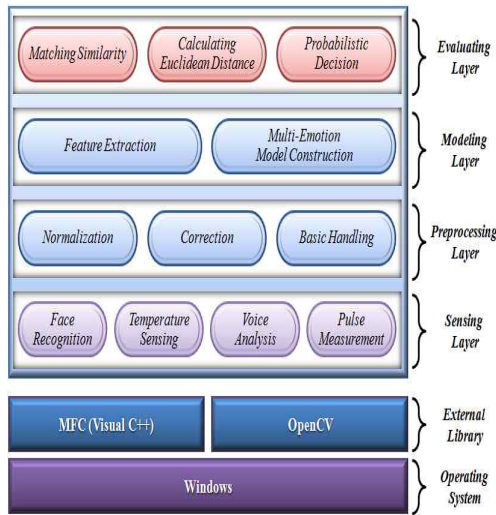 Matching Similarity
Calculating
Euclidean Distance
Probabilistic
Decision
Evaluating
Layer
Feature Extraction
Multi-Emotion
Model Construction
Modeling
Layer
Normalization
Correction
Basic Handling
Preprocessing
Layer
Face
Recognition
Temperature
Sensing
Voice
Analysis
Pulse
Measurement
Sensing
Layer
MFC (Visual C++)
OpenCV
External
Library
Windows
Operating
System